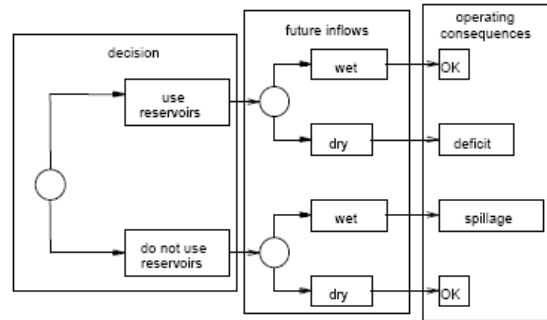 decision
future inflows
operating
consequences
use
reservoirs
wet
OK
dry
deficit
do not use
reservoirs
wet
spillage
dry
OK